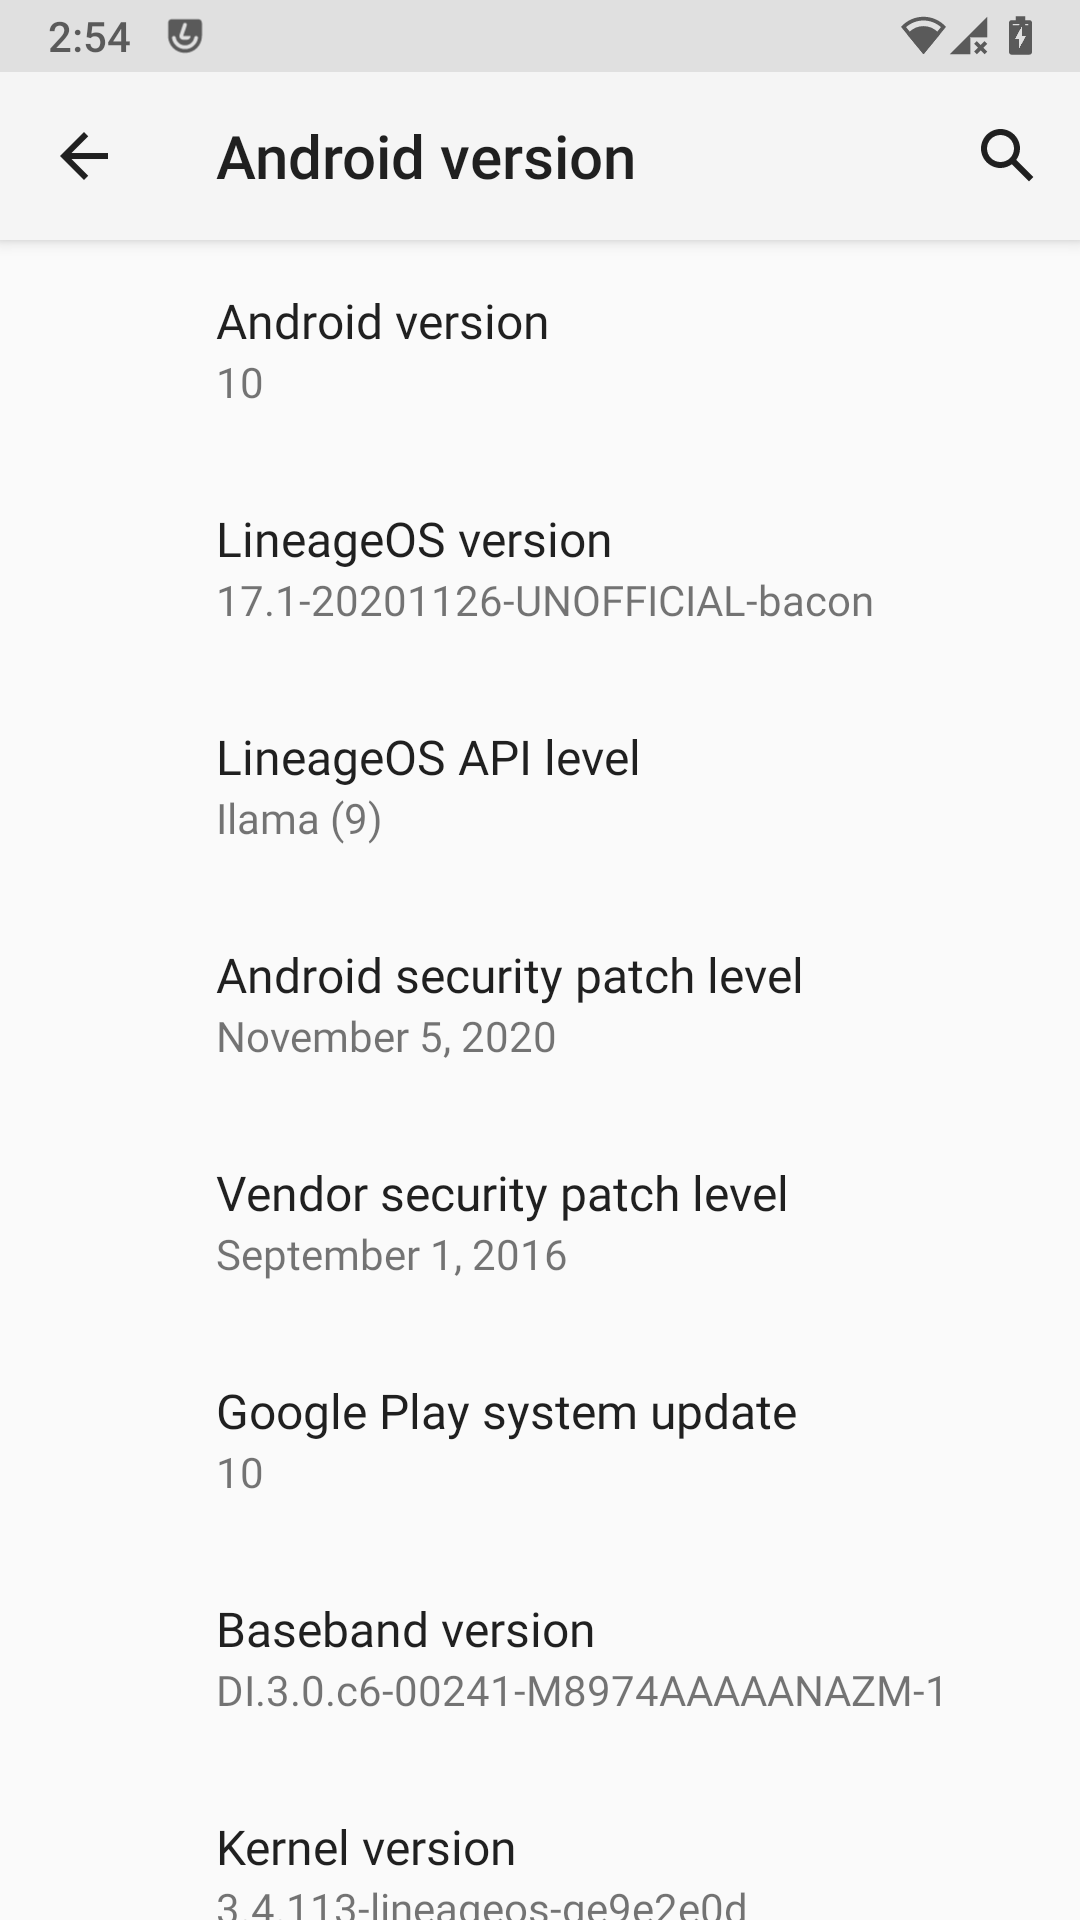 2:54
Android version
Android version
10
LineageOS version
17.1-20201126-UNOFFICIAL-bacon
LineageOS API level
Ilama (9)
Android security patch level
November 5, 2020
Vendor security patch level
September 1, 2016
Google Play system update
10
Baseband version
DI.3.0.c6-00241-M8974AAAAANAZM-1
Kernel version
3.4.113-lineageos-ge9e2e0d